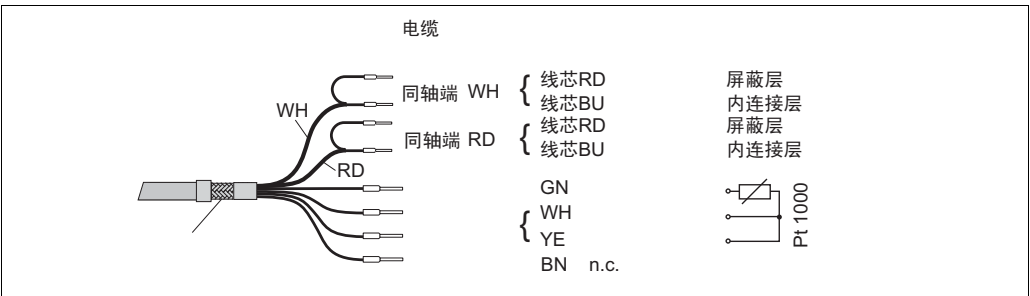 电缆
同轴端 WH { 线芯RD 屏蔽层
线芯BU 内连接层
同轴端 RD { 线芯RD 屏蔽层
线芯BU 内连接层
WH
RD
GN
{ WH
YE
BN n.c.
Pt 1000